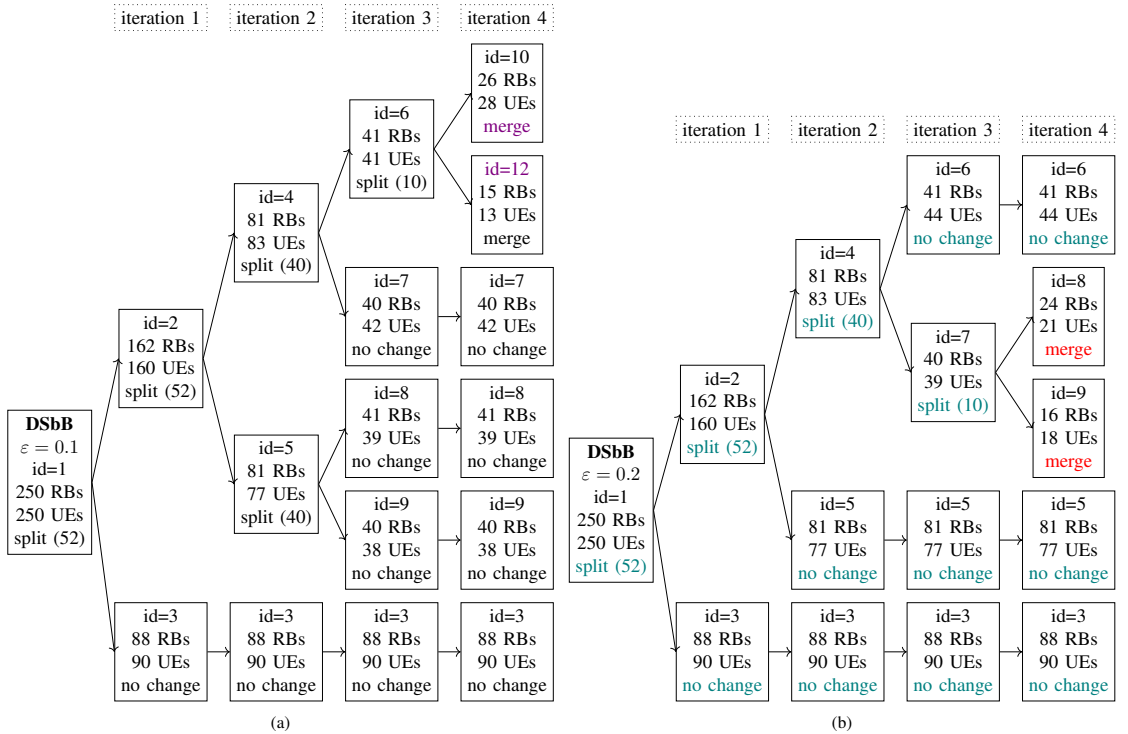 iteration 1
iteration 2
iteration 3
iteration 4
DSbB
ε = 0.1
id=1
250 RBs
250 UEs
split (52)
id=2
162 RBs
160 UEs
split (52)
id=3
88 RBs
90 UEs
no change
id=4
81 RBs
83 UEs
split (40)
id=5
81 RBs
77 UEs
split (40)
id=3
88 RBs
90 UEs
no change
id=6
41 RBs
41 UEs
split (10)
id=7
40 RBs
42 UEs
no change
id=8
41 RBs
39 UEs
no change
id=9
40 RBs
38 UEs
no change
id=3
88 RBs
90 UEs
no change
id=10
26 RBs
28 UEs
merge
id=12
15 RBs
13 UEs
merge
id=7
40 RBs
42 UEs
no change
id=8
41 RBs
39 UEs
no change
id=9
40 RBs
38 UEs
no change
id=3
88 RBs
90 UEs
no change
(a)
iteration 1
iteration 2
iteration 3
iteration 4
DSbB
ε = 0.2
id=1
250 RBs
250 UEs
split (52)
id=2
162 RBs
160 UEs
split (52)
id=3
88 RBs
90 UEs
no change
id=4
81 RBs
83 UEs
split (40)
id=5
81 RBs
77 UEs
no change
id=3
88 RBs
90 UEs
no change
id=6
41 RBs
44 UEs
no change
id=7
40 RBs
39 UEs
split (10)
id=5
81 RBs
77 UEs
no change
id=3
88 RBs
90 UEs
no change
id=6
41 RBs
44 UEs
no change
id=8
24 RBs
21 UEs
merge
id=9
16 RBs
18 UEs
merge
id=5
81 RBs
77 UEs
no change
id=3
88 RBs
90 UEs
no change
(b)